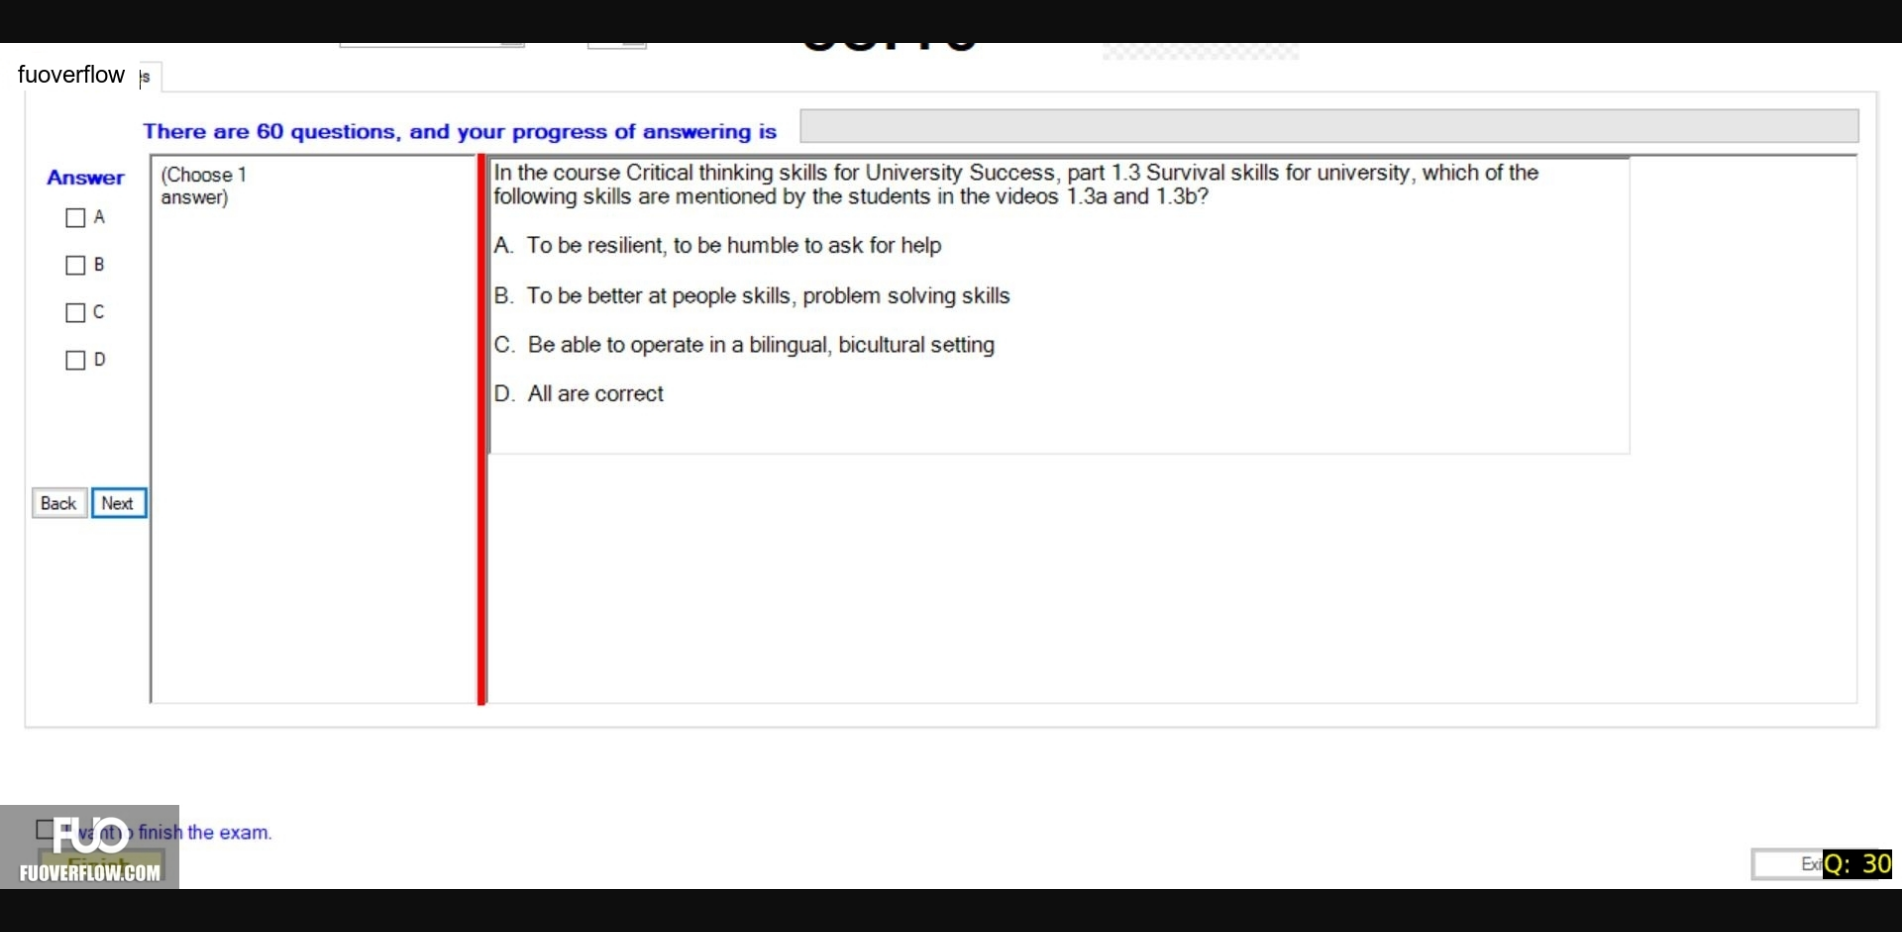 fuoverflow
There are 60 questions, and your progress of answering is
Answer
(Choose 1
answer)
A
B
C
D
In the course Critical thinking skills for University Success, part 1.3 Survival skills for university, which of the
following skills are mentioned by the students in the videos 1.3a and 1.3b?
A. To be resilient, to be humble to ask for help
B. To be better at people skills, problem solving skills
C. Be able to operate in a bilingual, bicultural setting
D. All are correct
Back Next
I want to finish the exam.
FUO
FUOVERFLOW.COM
Q: 30